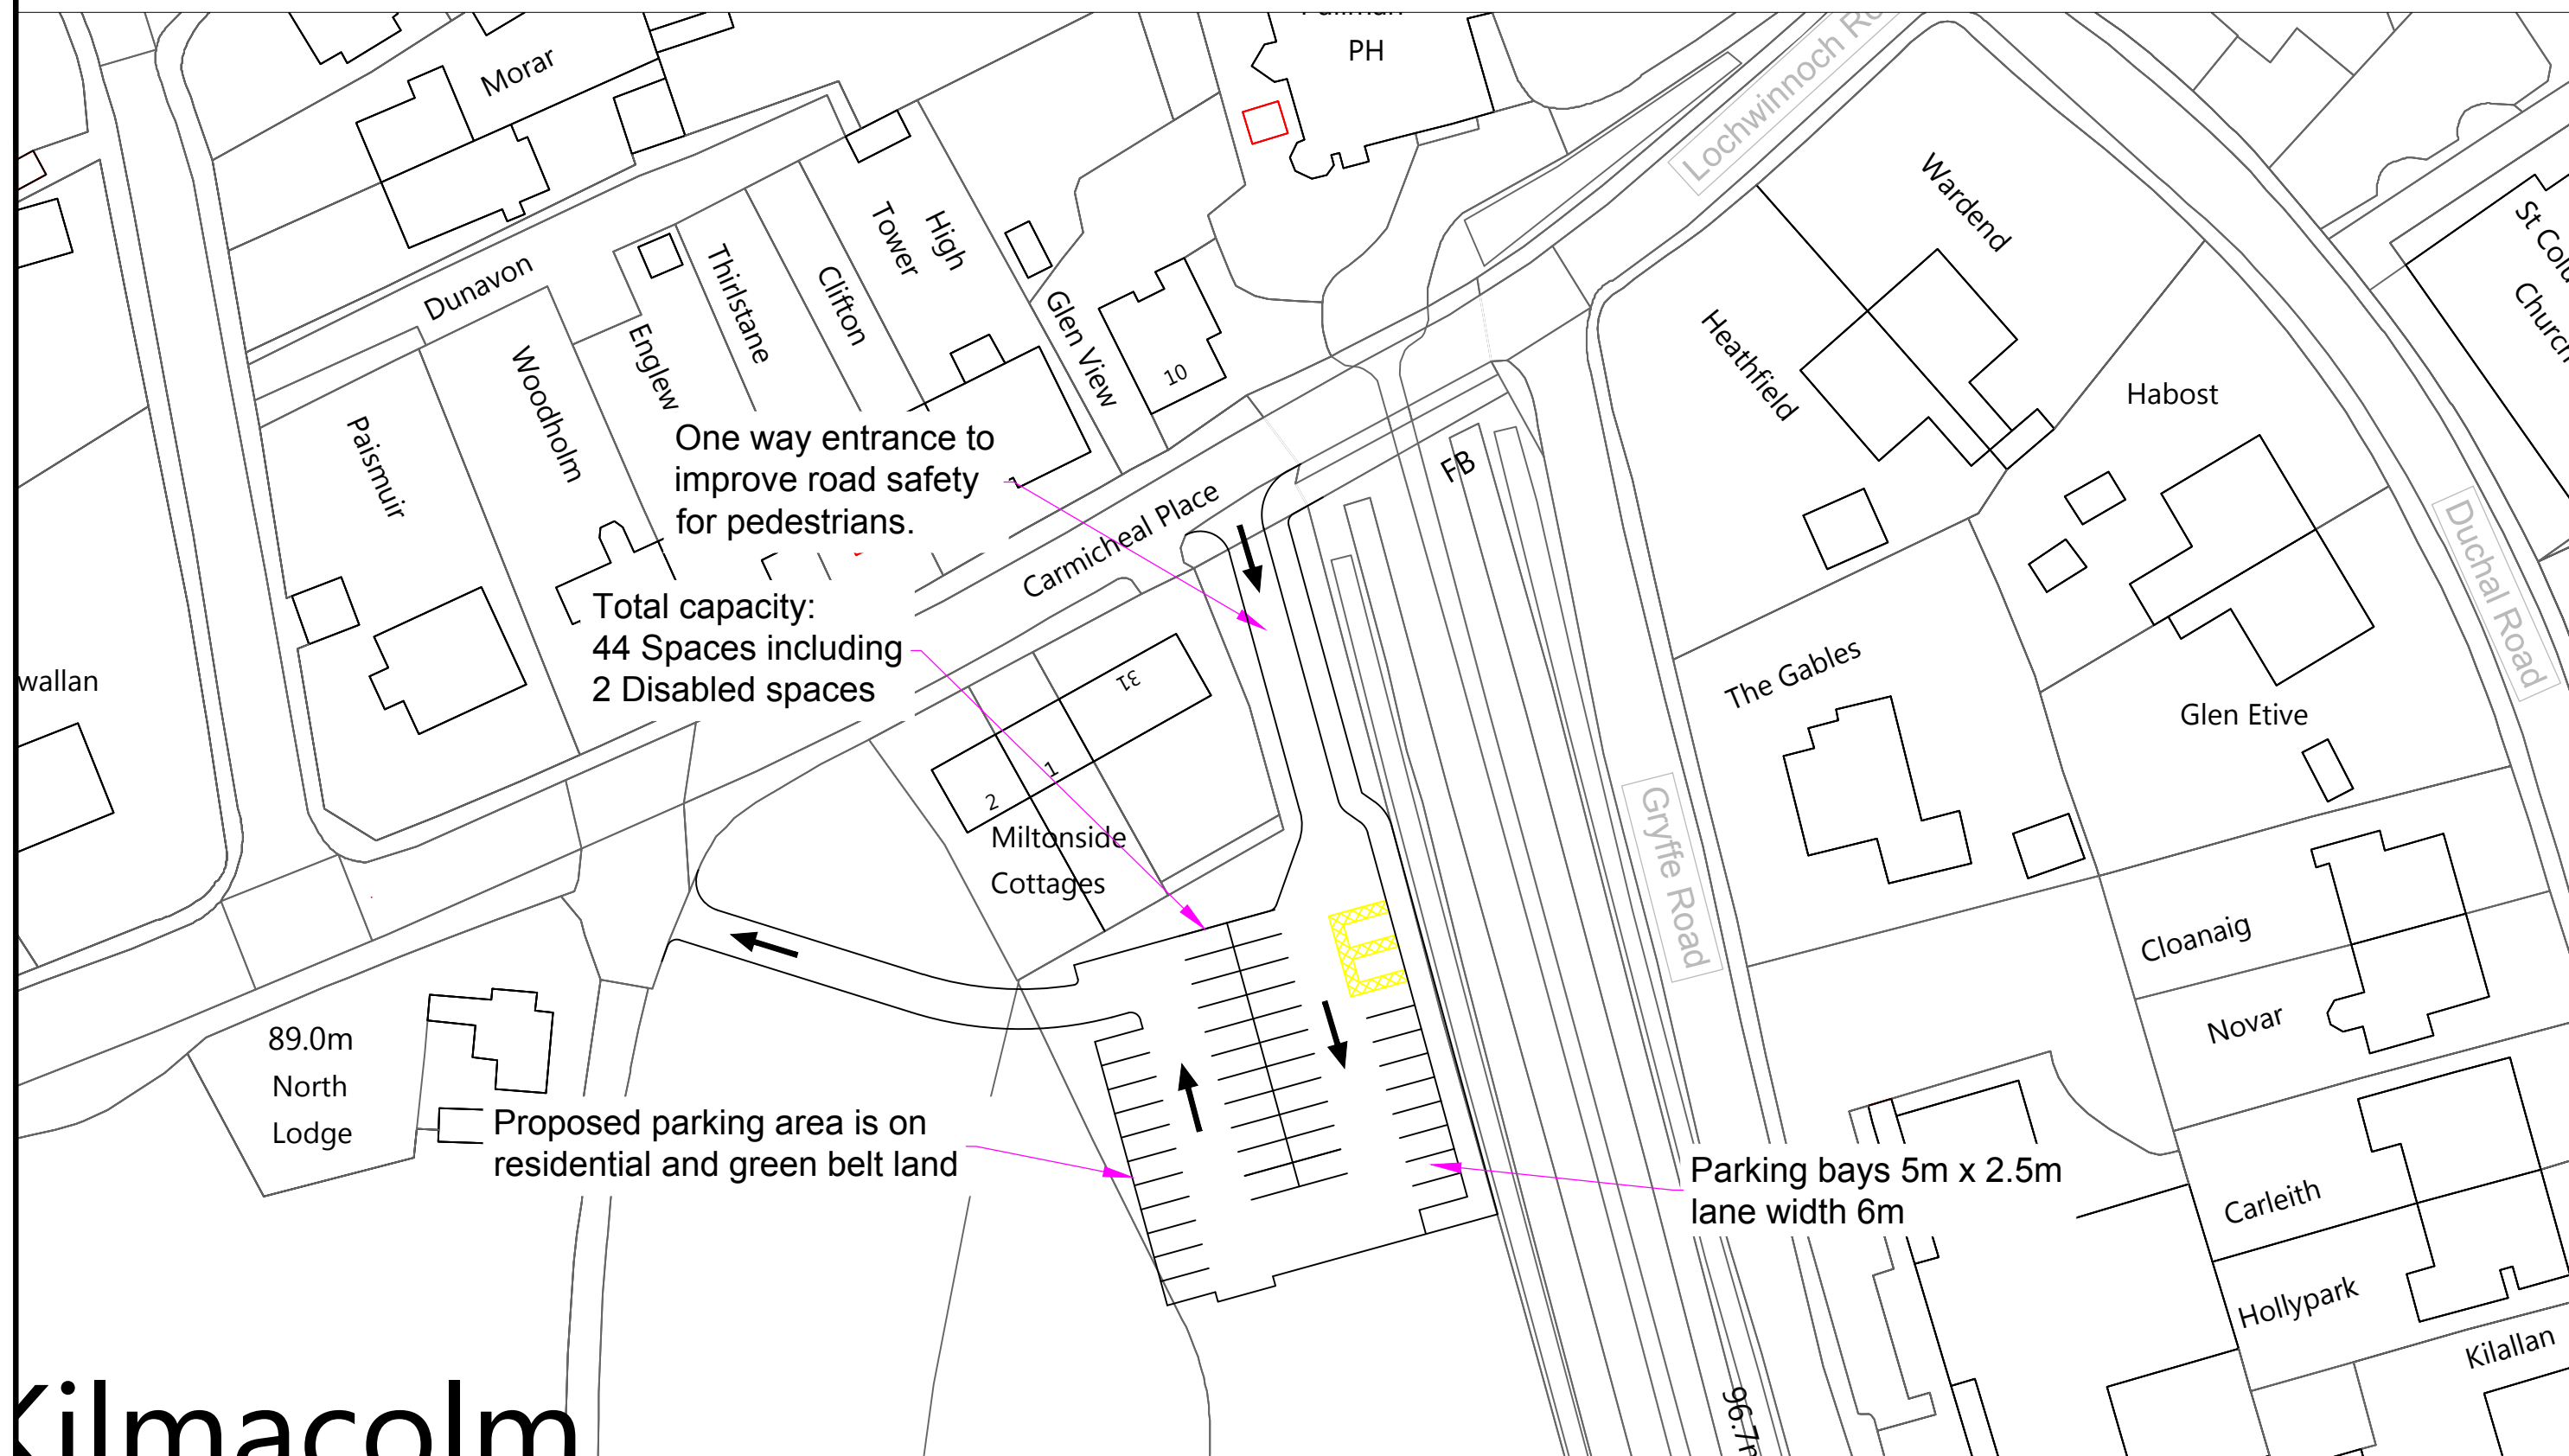 PH
Morar
Lochwinnoch
Wardend
St
Church
High
Tower
Dunavon
Thirlstane
Clifton
Glen View
10
Englew
Woodholm
Heathfield
Habost
Paismuir
One way entrance to
improve road safety
for pedestrians.
FB
Carmicheal Place
Duchal Road
Total capacity:
44 Spaces including
2 Disabled spaces
wallan
31
1
2
The Gables
Glen Etive
Miltonside
Cottages
Gryffe Road
Cloanaig
Novar
89.0m
North
Lodge
Proposed parking area is on
residential and green belt land
Parking bays 5m x 2.5m
lane width 6m
Carleith
Hollypark
Kilallan
96.7m
Kilmacolm